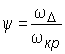 ψ = ω_Δ / ω_кр